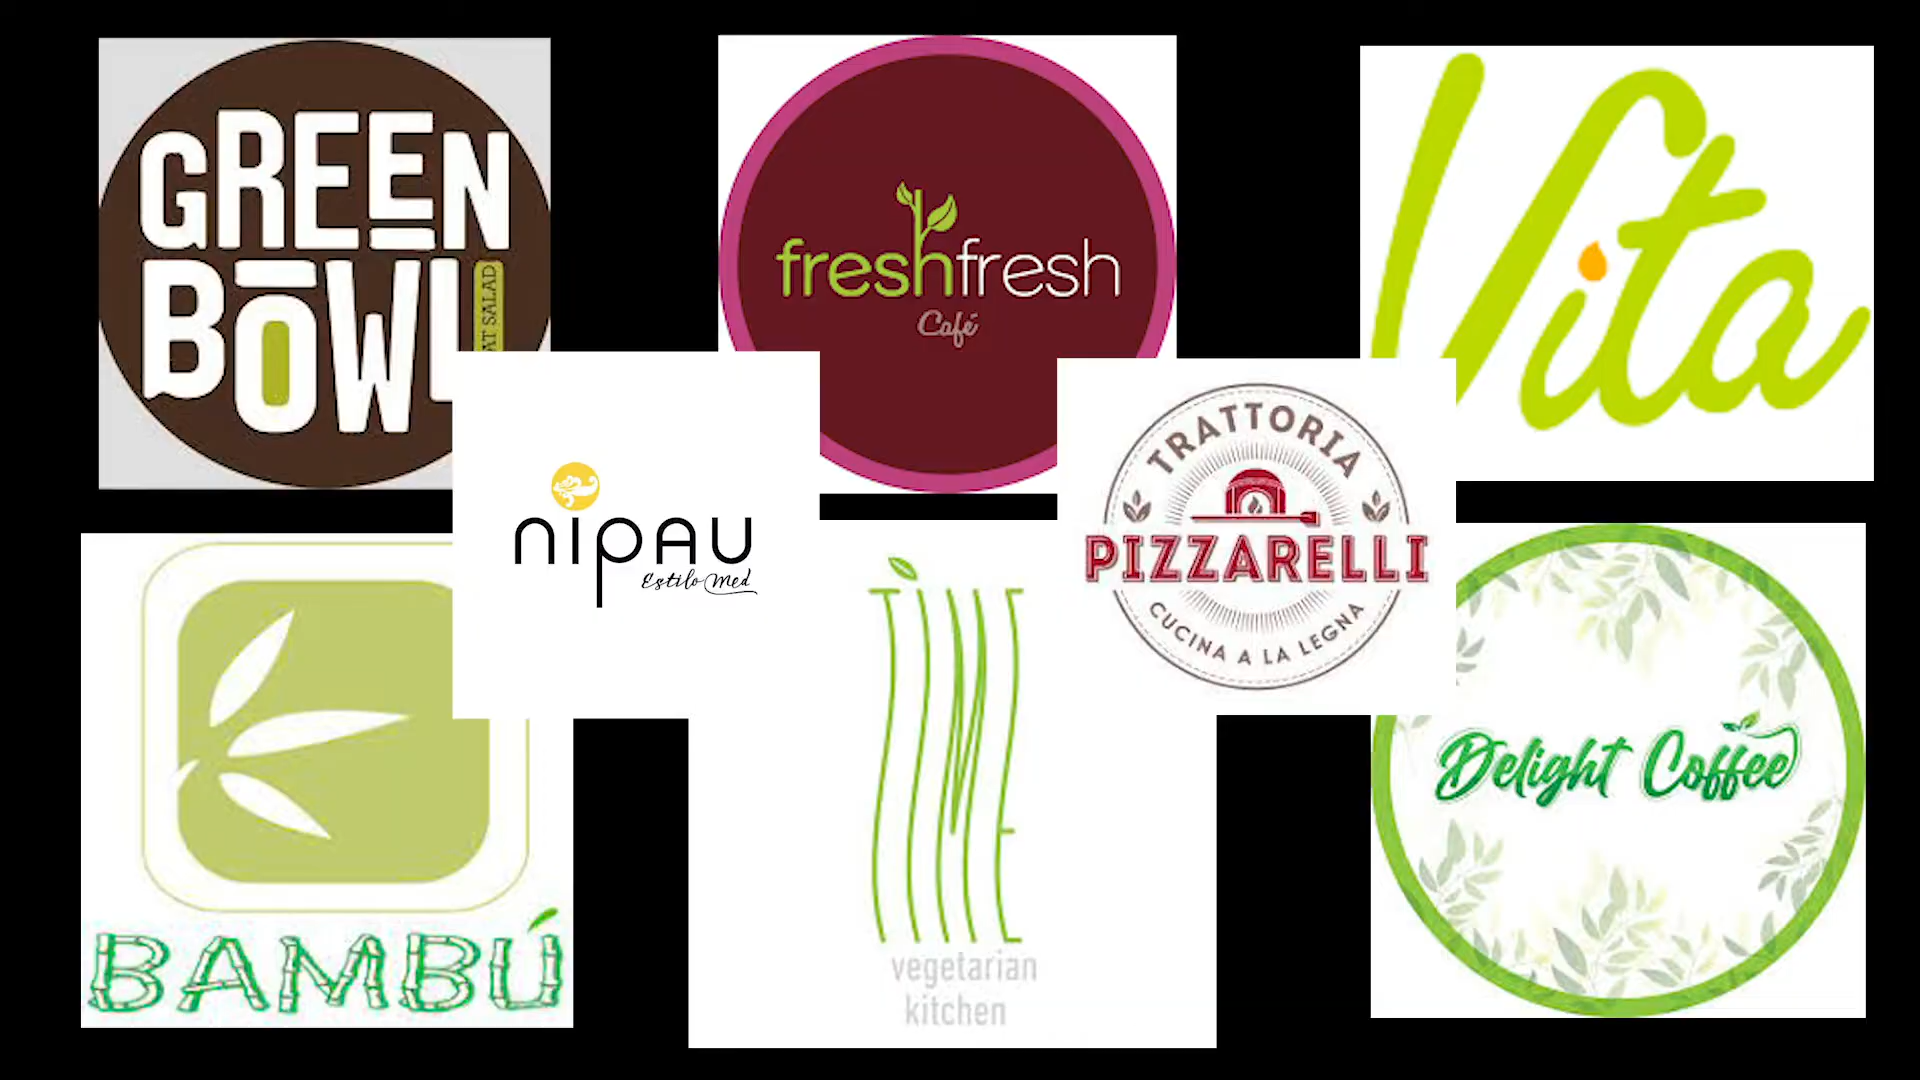 GREEN
BOWL
AT SALAD
freshfresh
Café
Vita
nipau
Estilo Med
TRATTORIA
PIZZARELLI
CUCINA A LA LEGNA
BAMBÚ
TIME
vegetarian
kitchen
Delight Coffee